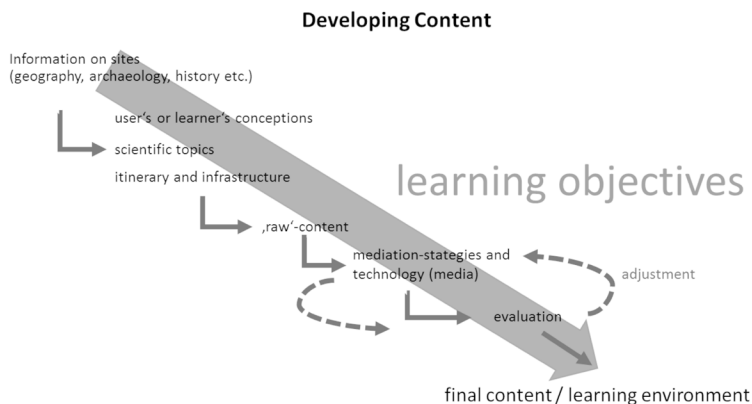 Developing Content
Information on sites
(geography, archaeology, history etc.)
user's or learner's conceptions
scientific topics
itinerary and infrastructure
learning objectives
‚raw'-content
mediation-stategies and
technology (media)
adjustment
evaluation
final content / learning environment